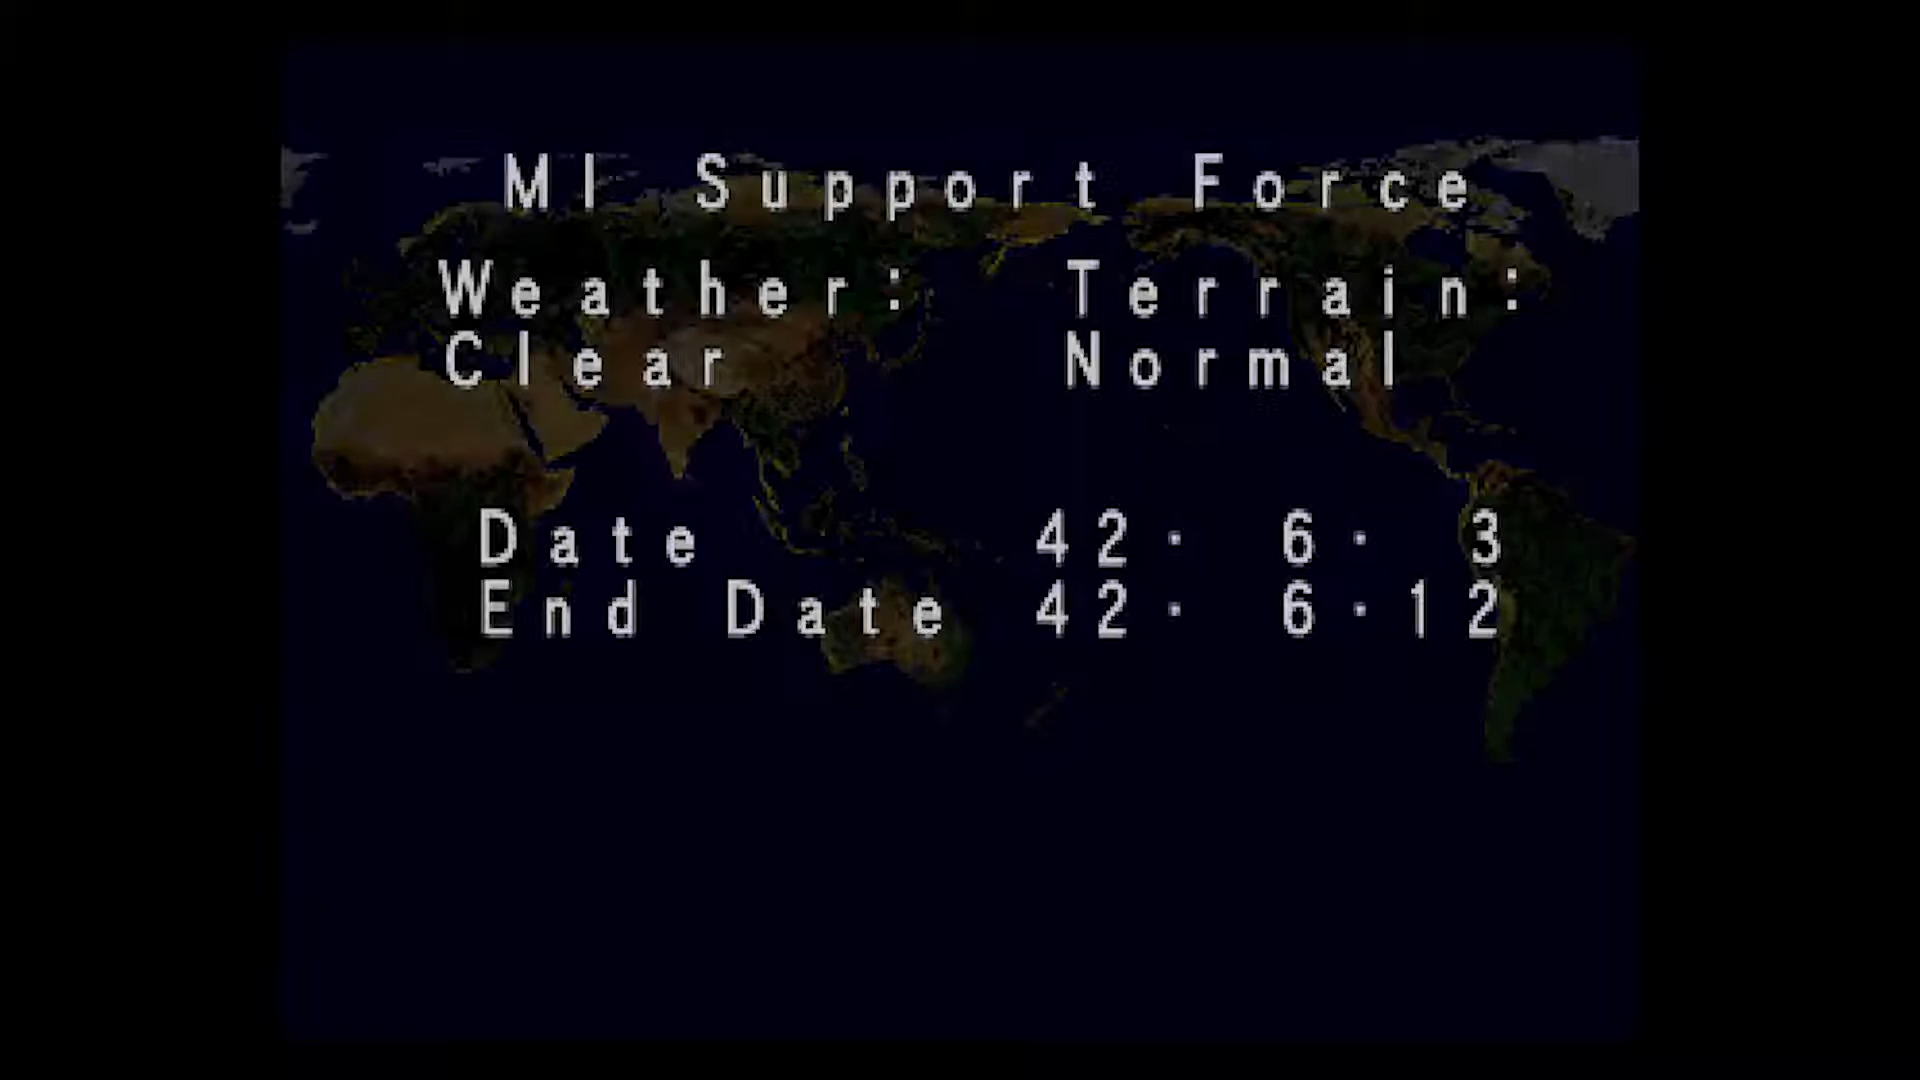 MI Support Force
Weather: Terrain:
Clear Normal
Date 42· 6· 3
End Date 42· 6·12